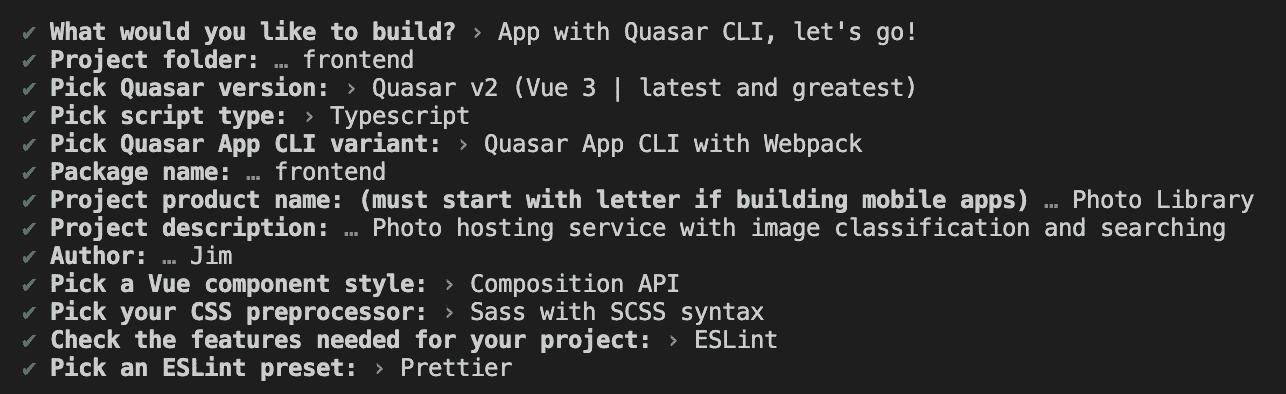 ✔ What would you like to build? › App with Quasar CLI, let's go!
✔ Project folder: … frontend
✔ Pick Quasar version: › Quasar v2 (Vue 3 | latest and greatest)
✔ Pick script type: › Typescript
✔ Pick Quasar App CLI variant: › Quasar App CLI with Webpack
✔ Package name: … frontend
✔ Project product name: (must start with letter if building mobile apps) … Photo Library
✔ Project description: … Photo hosting service with image classification and searching
✔ Author: … Jim
✔ Pick a Vue component style: › Composition API
✔ Pick your CSS preprocessor: › Sass with SCSS syntax
✔ Check the features needed for your project: › ESLint
✔ Pick an ESLint preset: › Prettier